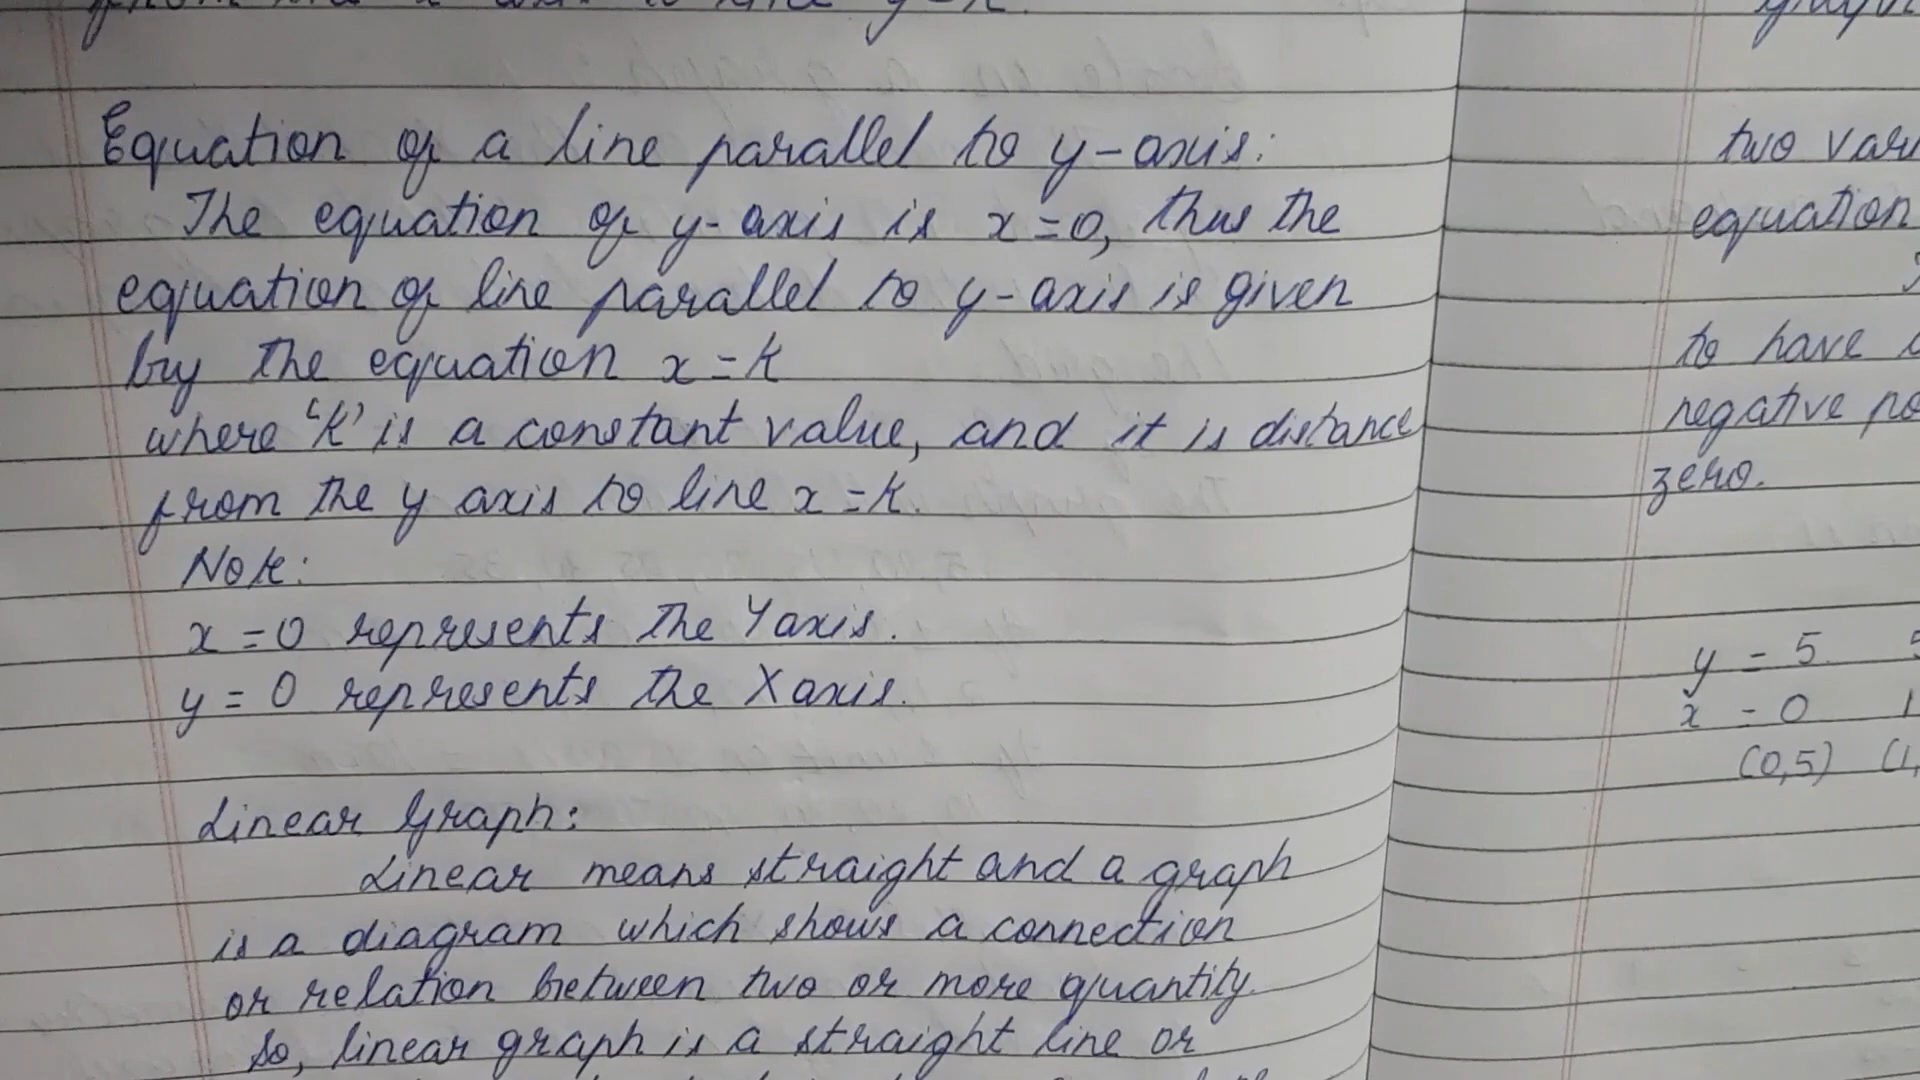 Equation of a line parallel to y-axis:
The equation of y-axis is x=0, thus the
equation of line parallel to y-axis is given
by the equation x=k
where 'k' is a constant value, and it is distance
from the y axis to line x=k.
Note:
x=0 represents the Y axis.
y=0 represents the X axis.
Linear Graph:
Linear means straight and a graph
is a diagram which shows a connection
or relation between two or more quantity.
So, linear graph is a straight line or
two
equation
to have
negative
zero.
y = 5
x = 0 1
(0,5) (1,